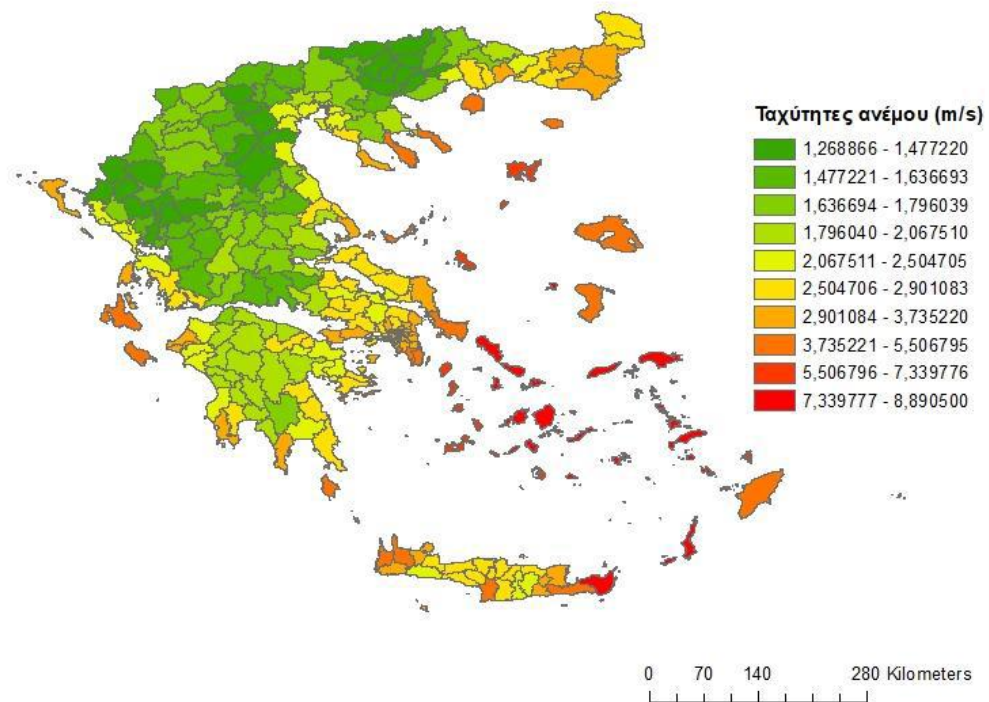 Ταχύτητες ανέμου (m/s)
1,268866 - 1,477220
1,477221 - 1,636693
1,636694 - 1,796039
1,796040 - 2,067510
2,067511 - 2,504705
2,504706 - 2,901083
2,901084 - 3,735220
3,735221 - 5,506795
5,506796 - 7,339776
7,339777 - 8,890500
0 70 140 280 Kilometers